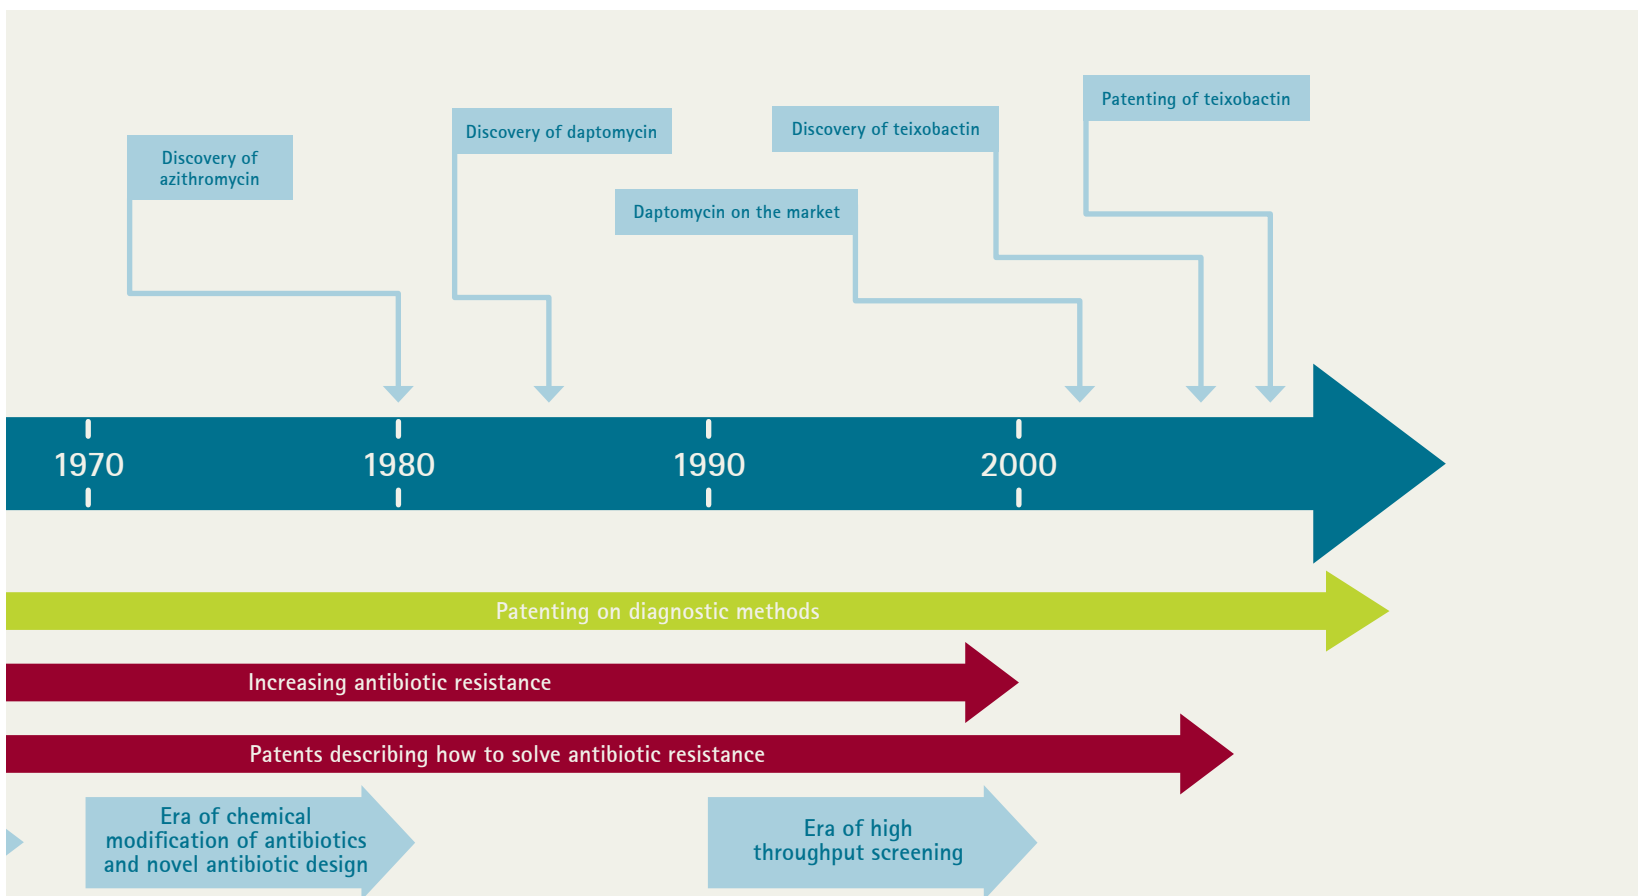 Patenting of teixobactin
Discovery of daptomycin
Discovery of teixobactin
Discovery of
azithromycin
Daptomycin on the market
1970
1980
1990
2000
Patenting on diagnostic methods
Increasing antibiotic resistance
Patents describing how to solve antibiotic resistance
Era of chemical
modification of antibiotics
and novel antibiotic design
Era of high
throughput screening